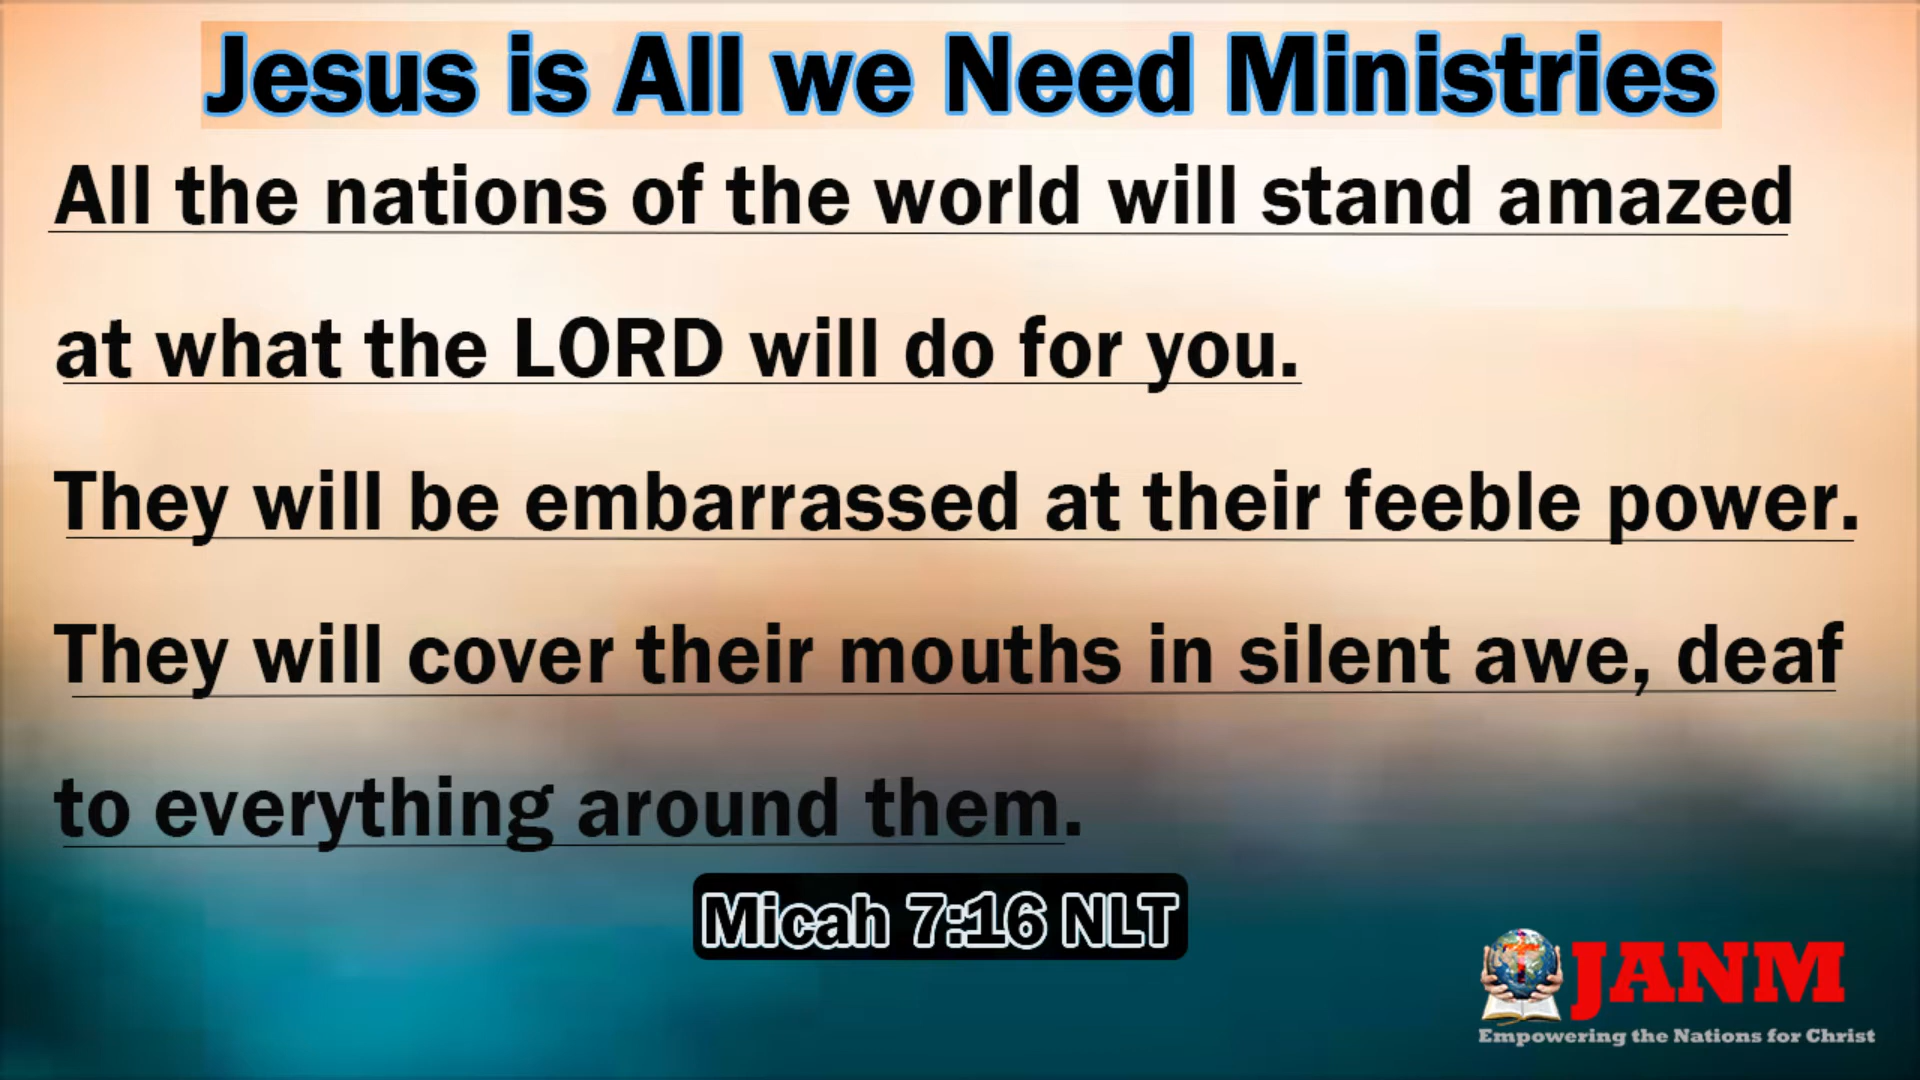 Jesus is All we Need Ministries
All the nations of the world will stand amazed
at what the LORD will do for you.
They will be embarrassed at their feeble power.
They will cover their mouths in silent awe, deaf
to everything around them.
Micah 7:16 NLT
JANM
Empowering the Nations for Christ